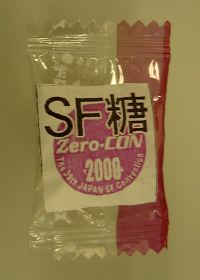 SF糖
Zero-CON
2000
The 39th JAPAN SF Convention